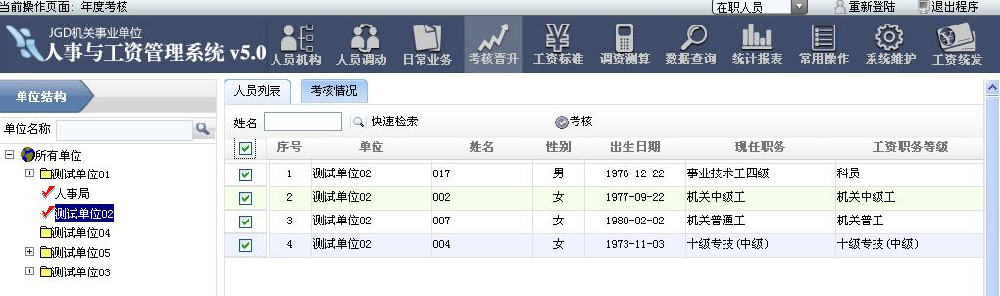 当前操作页面： 年度考核 在职人员 重新登陆 退出程序
JGD机关事业单位
人事与工资管理系统 v5.0
人员机构 人员调动 日常业务 考核晋升 工资标准 调资测算 数据查询 统计报表 常用操作 系统维护 工资统发
单位结构 人员列表 考核情况
单位名称 姓名 快速检索 考核
所有单位
测试单位01
人事局
测试单位02
测试单位04
测试单位05
测试单位03
序号 单位 姓名 性别 出生日期 现任职务 工资职务等级
1 测试单位02 017 男 1976-12-22 事业技术工四级 科员
2 测试单位02 002 女 1977-09-22 机关中级工 机关中级工
3 测试单位02 007 女 1980-02-02 机关普通工 机关普工
4 测试单位02 004 女 1973-11-03 十级专技(中级) 十级专技(中级)